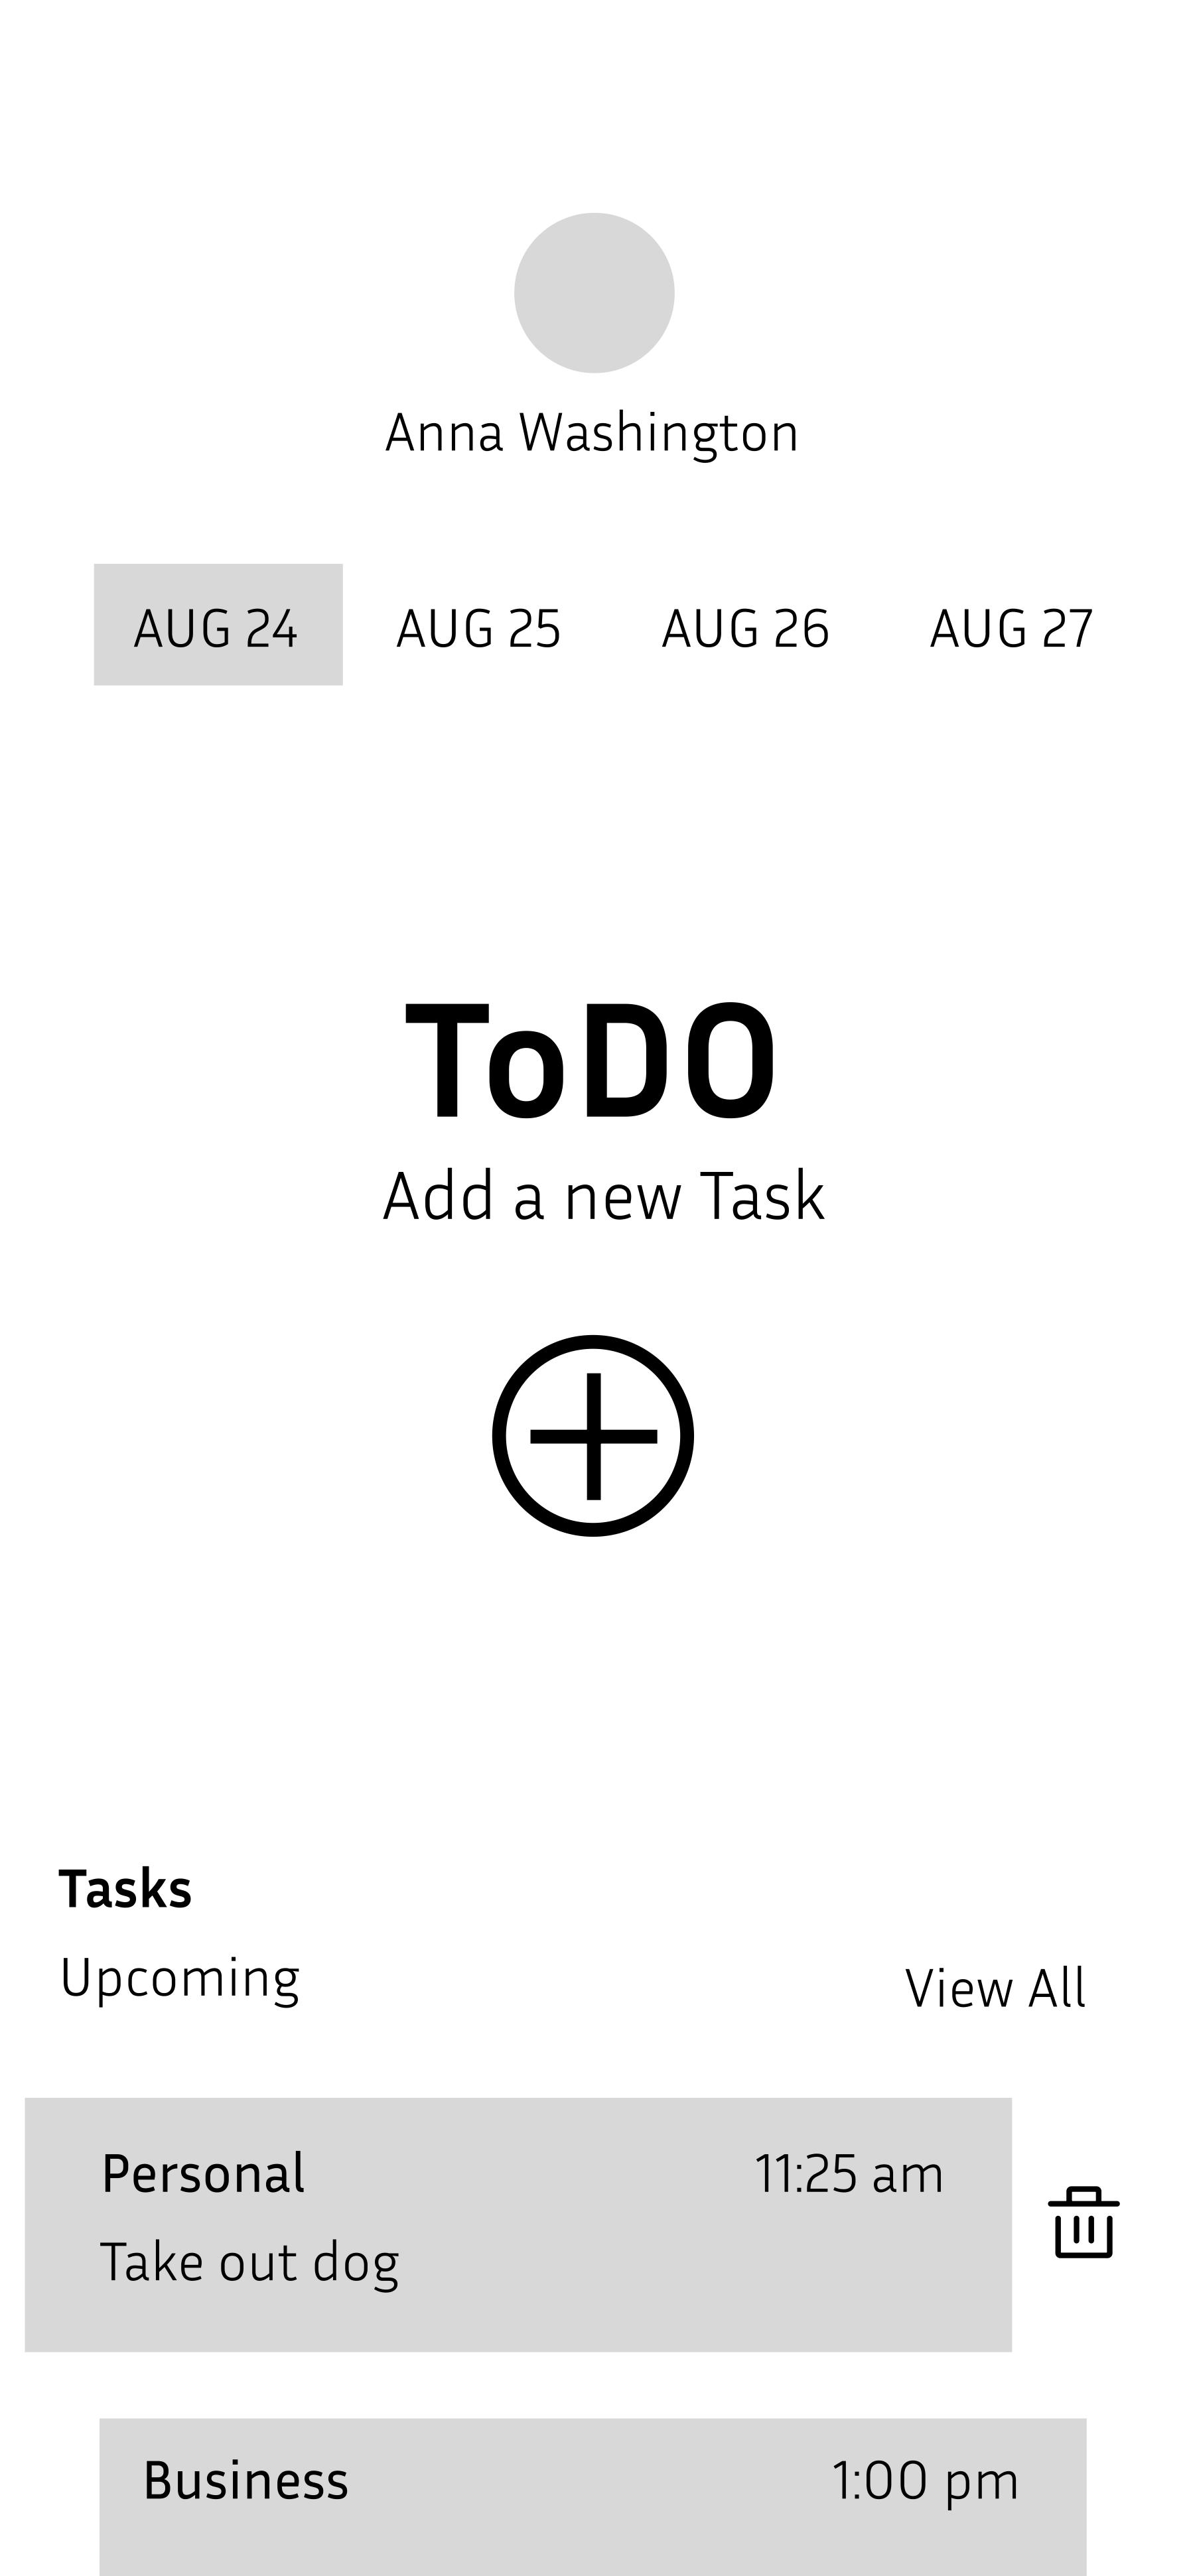 Anna Washington
AUG 24 AUG 25 AUG 26 AUG 27
ToDO
Add a new Task
Tasks
Upcoming
View All
Personal 11:25 am
Take out dog
Business 1:00 pm